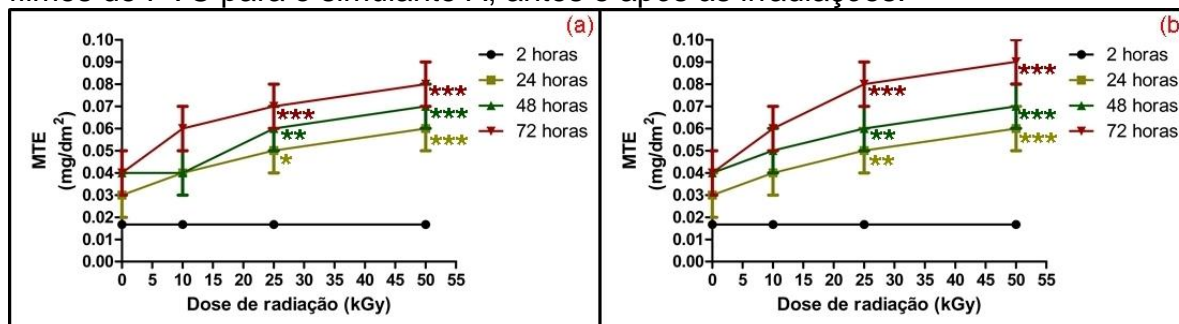 filmes de PVC para o simulante A, antes e após as irradiações.
(a)
0.10
0.09
0.08
0.07
0.06
0.05
0.04
0.03
0.02
0.01
0.00
MTE
(mg/dm²)
0 5 10 15 20 25 30 35 40 45 50 55
Dose de radiação (kGy)
2 horas
24 horas
48 horas
72 horas
***
**
*
***
***
***
(b
0.10
0.09
0.08
0.07
0.06
0.05
0.04
0.03
0.02
0.01
0.00
MTE
(mg/dm²)
0 5 10 15 20 25 30 35 40 45 50 55
Dose de radiação (kGy)
2 horas
24 horas
48 horas
72 horas
***
**
**
***
***
***